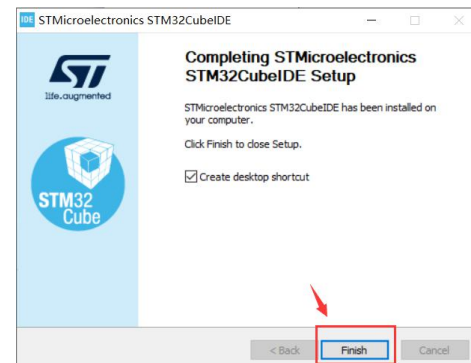 IDE STMicroelectronics STM32CubeIDE
life.augmented
STM32
Cube
Completing STMicroelectronics
STM32CubeIDE Setup
STMicroelectronics STM32CubeIDE has been installed on
your computer.
Click Finish to close Setup.
Create desktop shortcut
< Back Finish Cancel